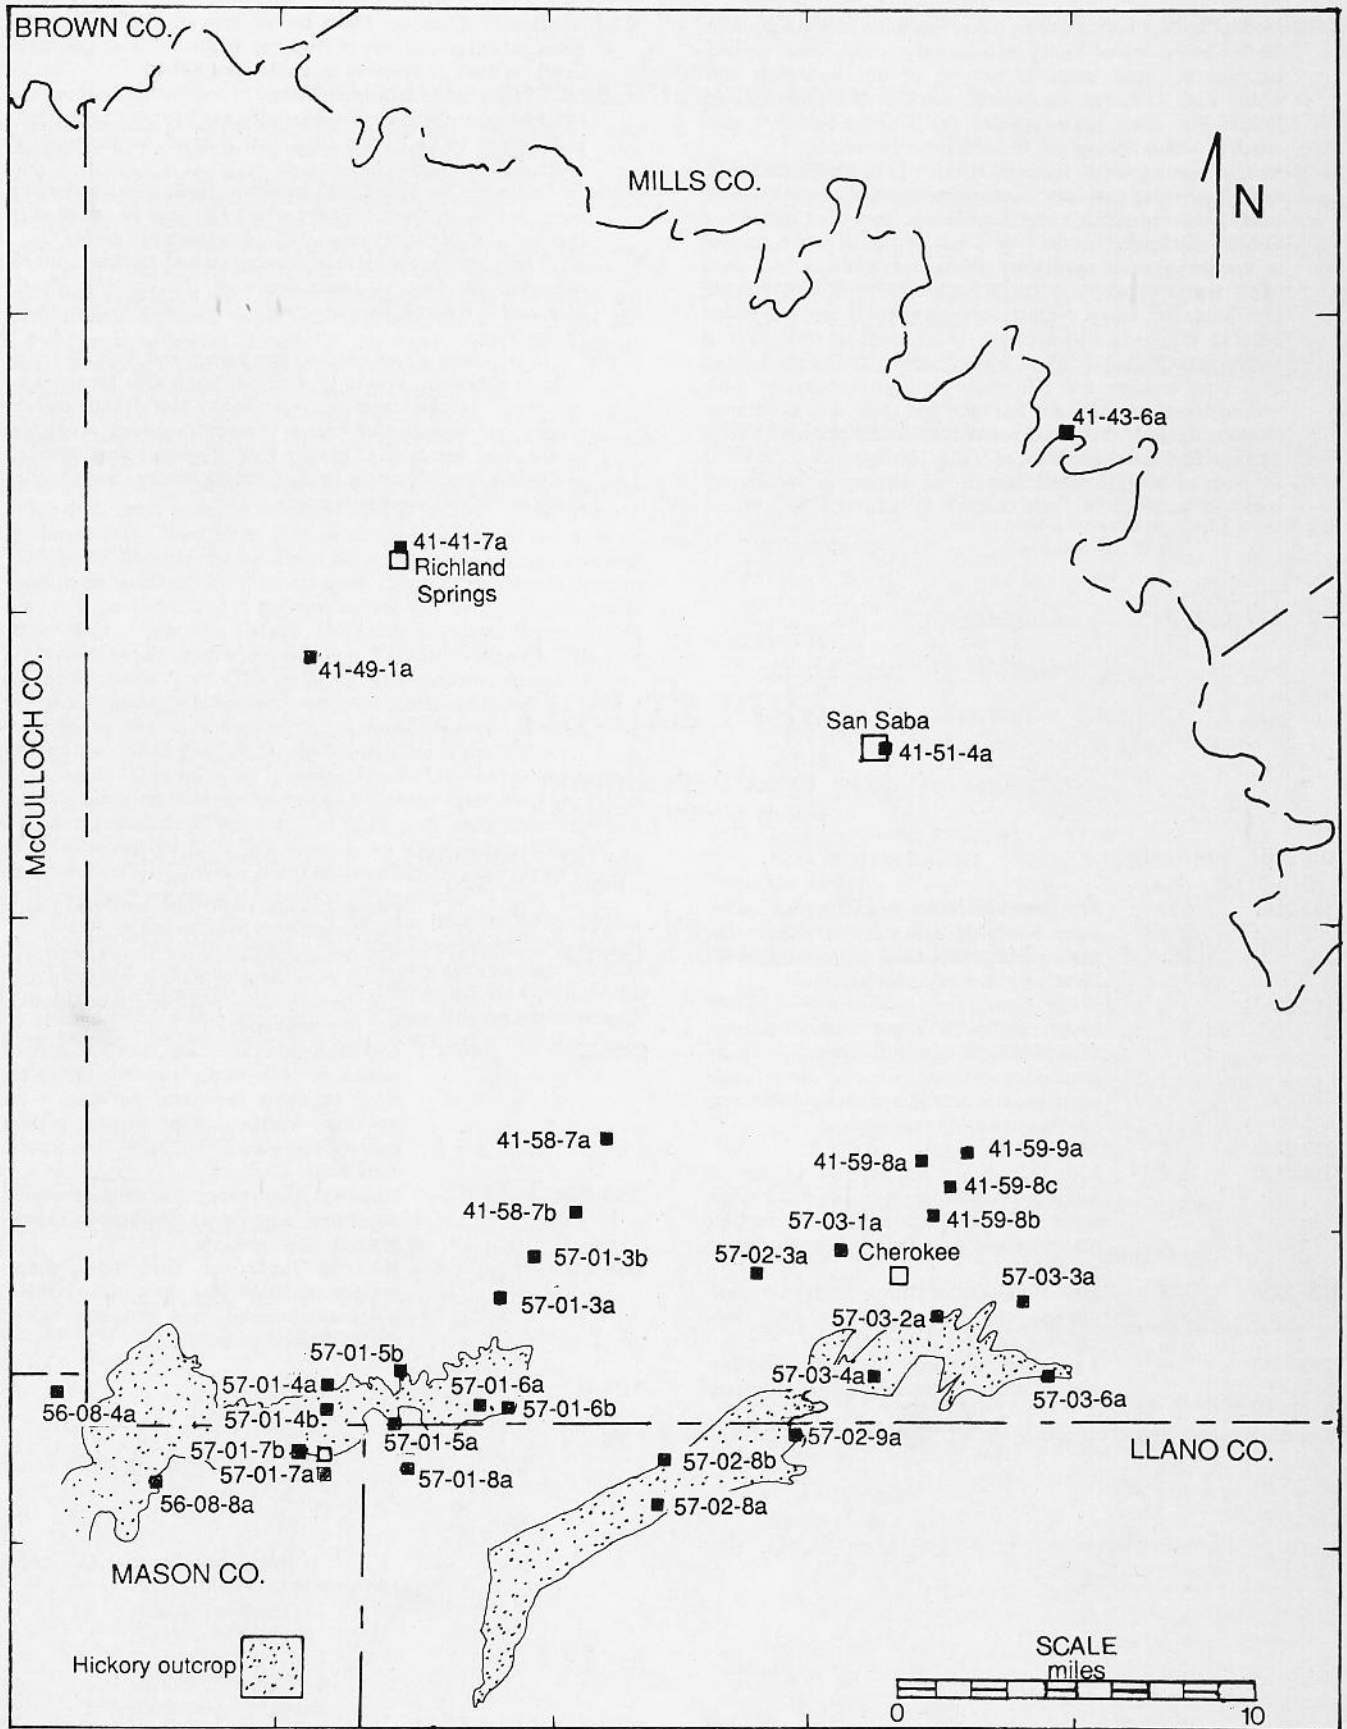 BROWN CO.
MILLS CO.
N
41-43-6a
41-41-7a
Richland
Springs
41-49-1a
McCULLOCH CO.
San Saba
41-51-4a
41-58-7a
41-59-8a
41-59-9a
41-59-8c
41-58-7b
41-59-8b
57-03-1a
57-01-3b
57-02-3a
Cherokee
57-03-3a
57-01-3a
57-03-2a
57-01-5b
57-01-4a
57-01-6a
57-03-4a
57-03-6a
56-08-4a
57-01-4b
57-01-6b
57-01-5a
57-02-9a
57-01-7b
57-02-8b
LLANO CO.
57-01-7a
57-01-8a
56-08-8a
57-02-8a
MASON CO.
Hickory outcrop
SCALE
miles
0
10